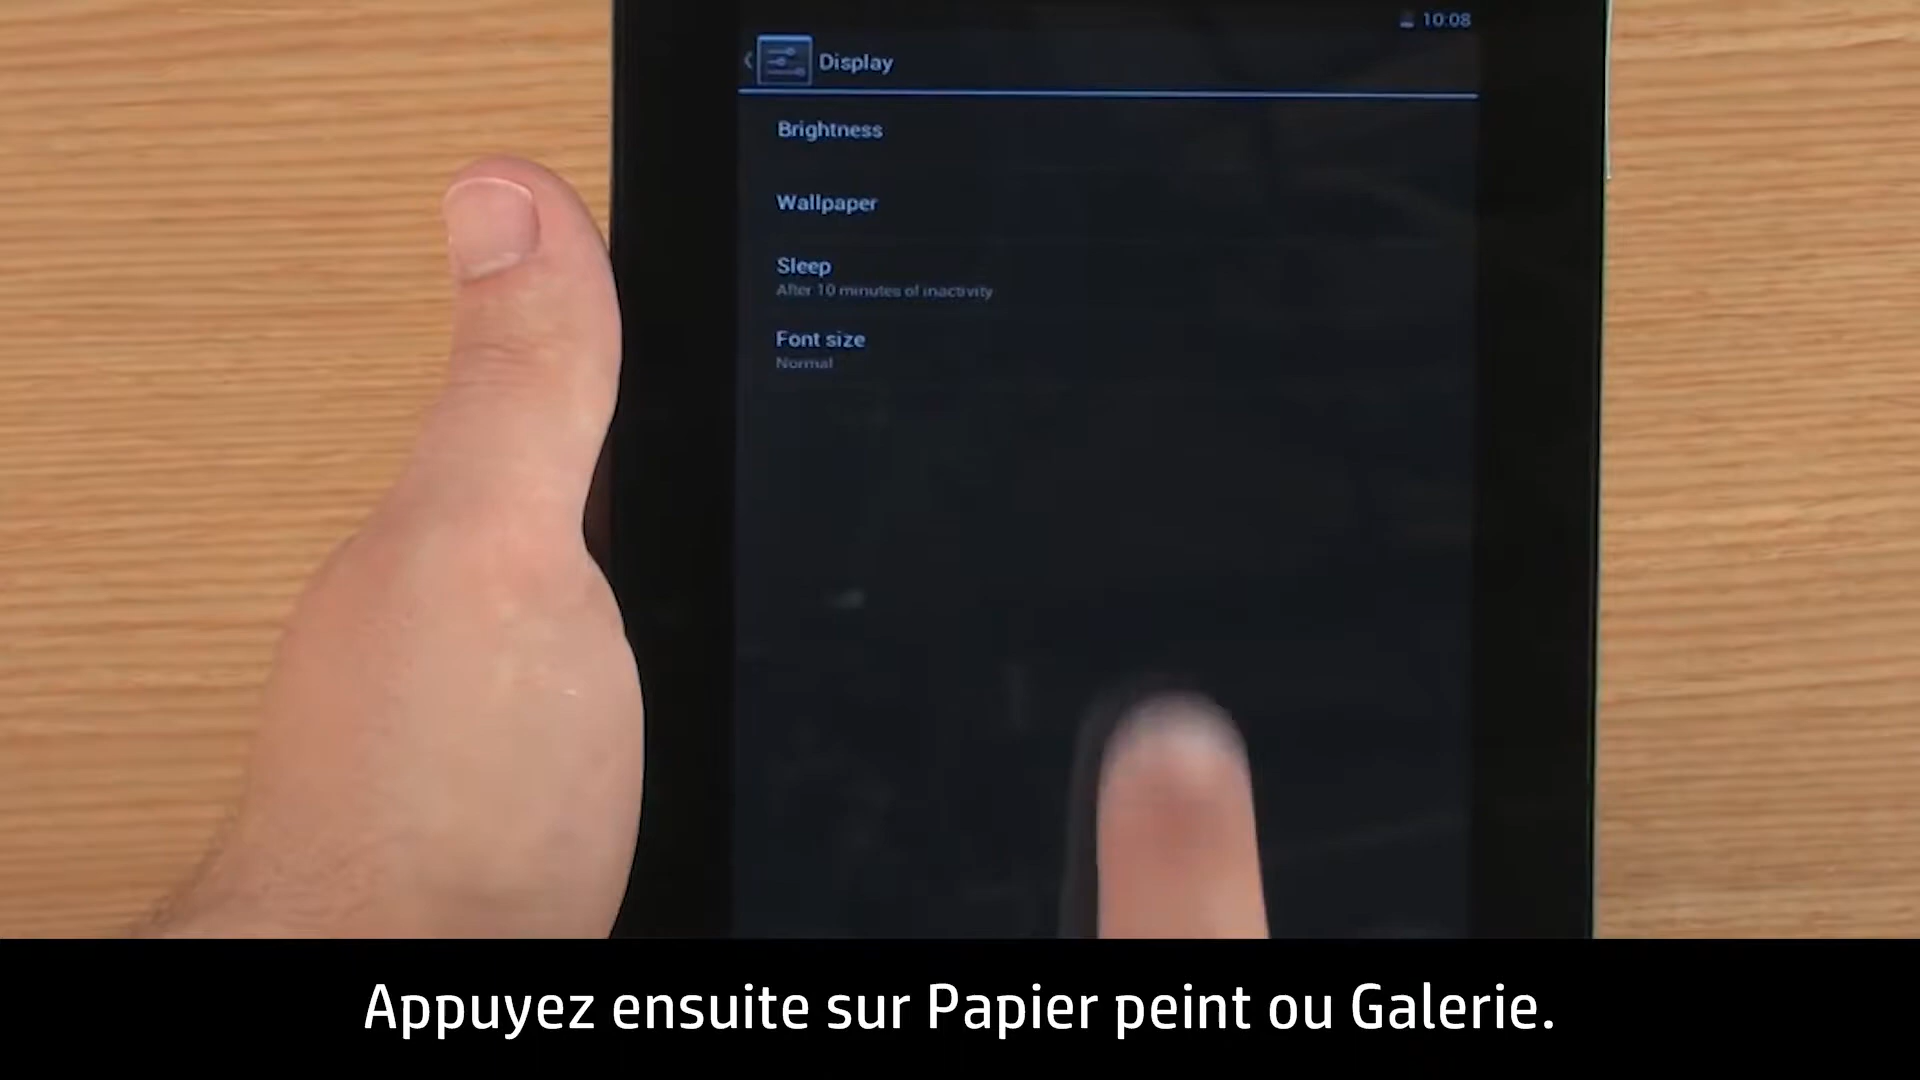 10:08
Display
Brightness
Wallpaper
Sleep
After 10 minutes of inactivity
Font size
Normal
Appuyez ensuite sur Papier peint ou Galerie.